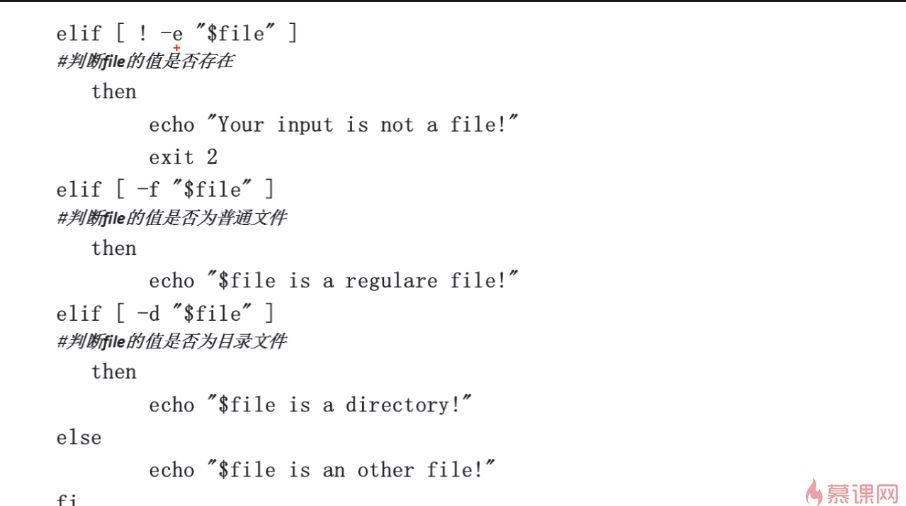 elif [ ! -e "$file" ]
#判断file的值是否存在
then
echo "Your input is not a file!"
exit 2
elif [ -f "$file" ]
#判断file的值是否为普通文件
then
echo "$file is a regulare file!"
elif [ -d "$file" ]
#判断file的值是否为目录文件
then
echo "$file is a directory!"
else
echo "$file is an other file!"
fi
慕课网